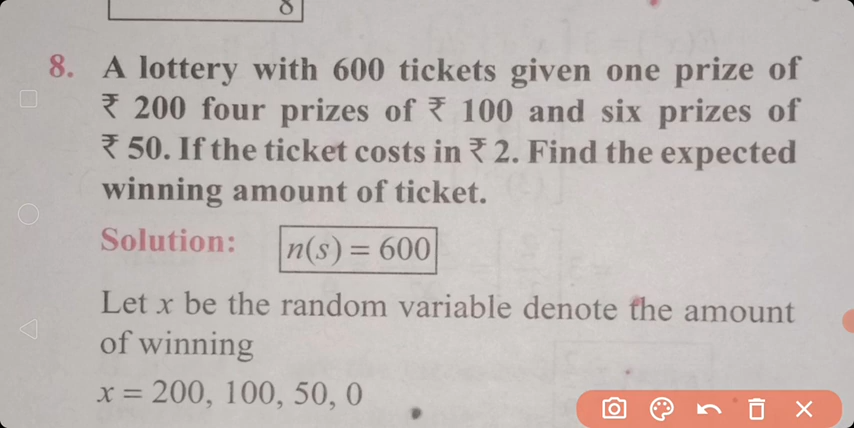 8
8. A lottery with 600 tickets given one prize of
₹ 200 four prizes of ₹ 100 and six prizes of
₹ 50. If the ticket costs in ₹ 2. Find the expected
winning amount of ticket.
Solution: n(s) = 600
Let x be the random variable denote the amount
of winning
x = 200, 100, 50, 0